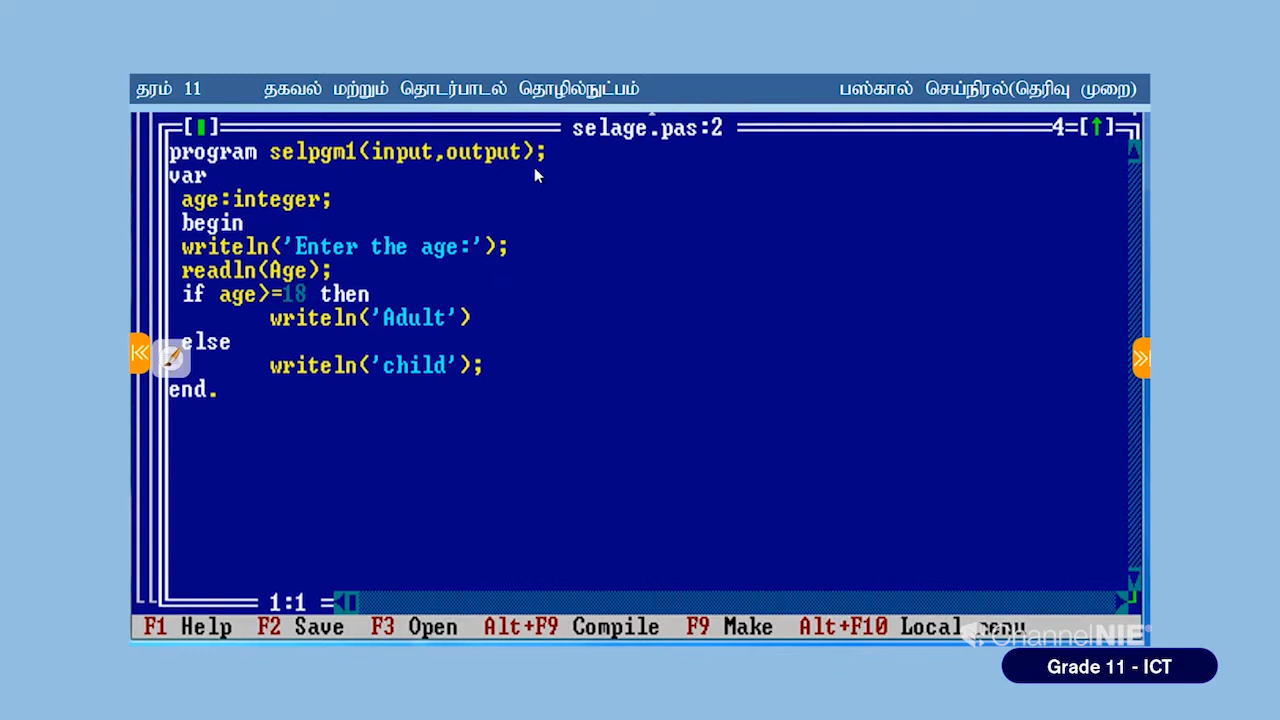 தரம் 11 தகவல் மற்றும் தொடர்பாடல் தொழில்நுட்பம் பஸ்கால் செய்நிரல்(தெரிவு முறை)
selage.pas:2 4=[↑]
program selpgm1(input,output);
var
age:integer;
begin
writeln('Enter the age:');
readln(Age);
if age>=18 then
writeln('Adult')
else
writeln('child');
end.
1:1
F1 Help F2 Save F3 Open Alt+F9 Compile F9 Make Alt+F10 Local menu
ChannelNIE
Grade 11 - ICT